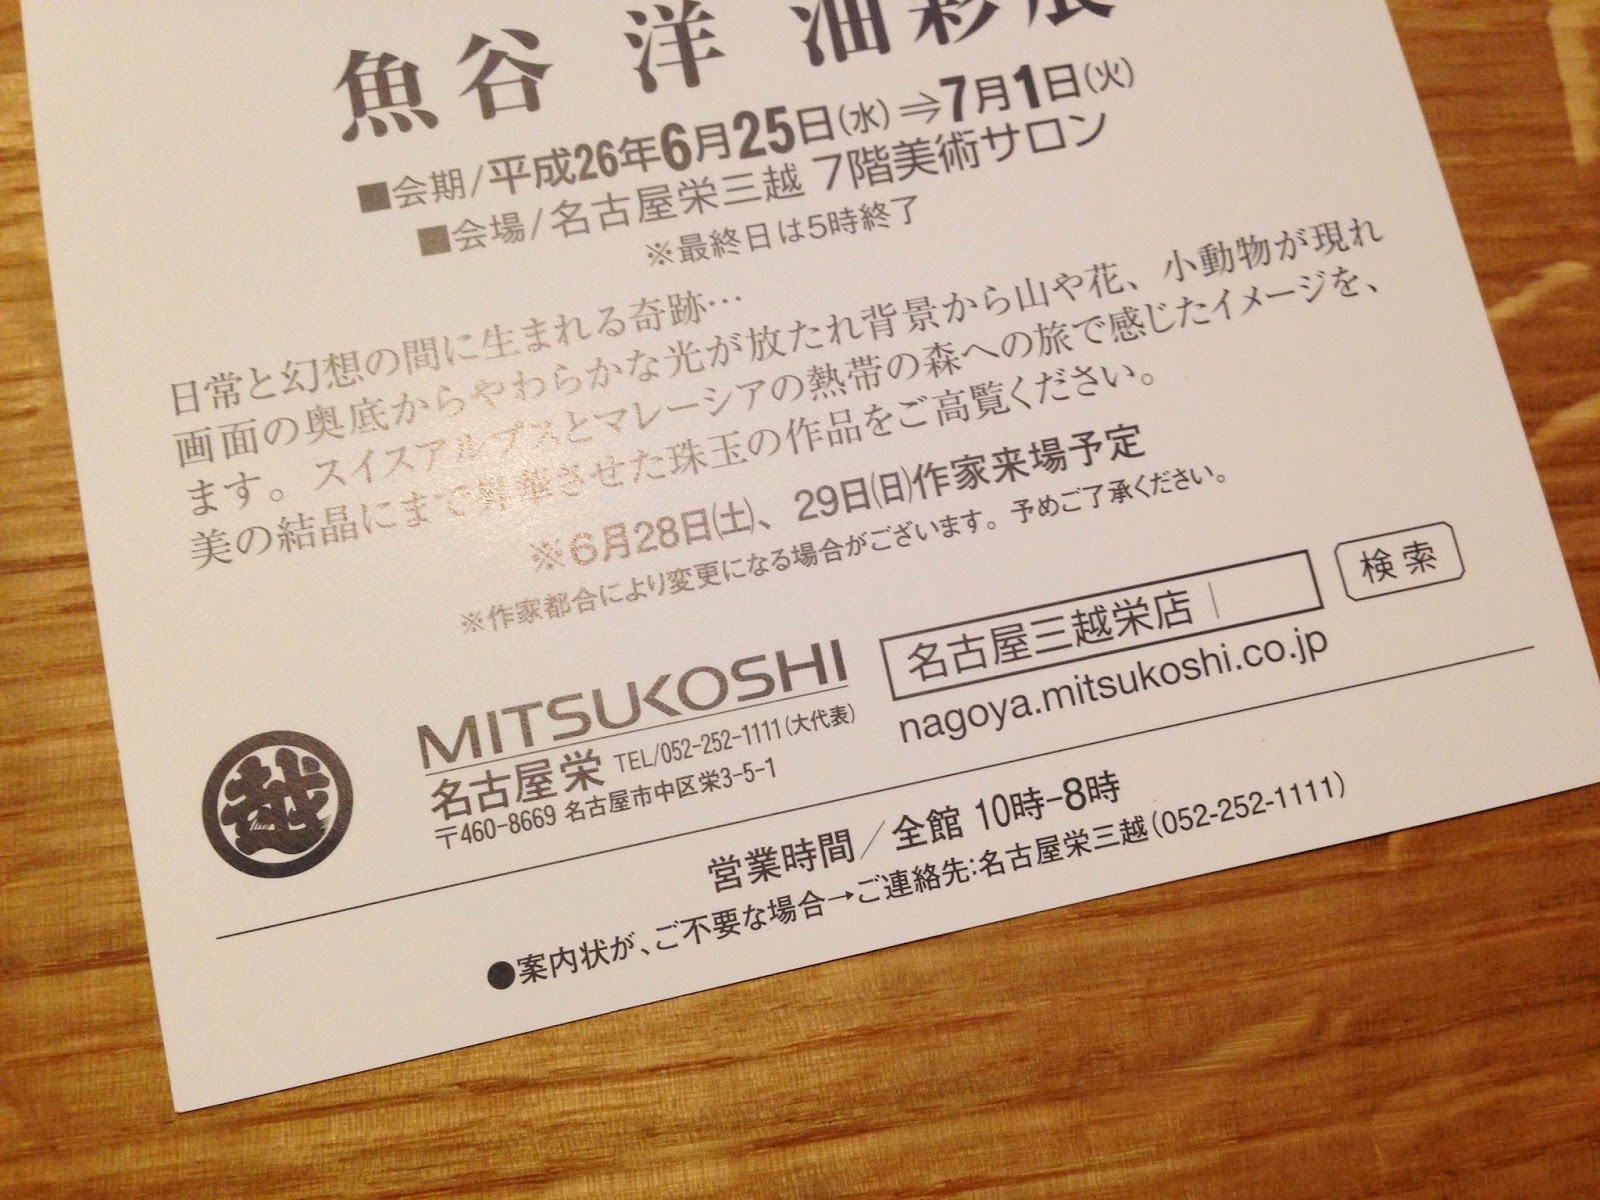 魚谷 洋 油彩展
■会期/平成26年6月25日(水)⇒7月1日(火)
■会場/名古屋栄三越 7階美術サロン
※最終日は5時終了
日常と幻想の間に生まれる奇跡…
画面の奥底からやわらかな光が放たれ背景から山や花、小動物が現れ
ます。スイスアルプスとマレーシアの熱帯の森への旅で感じたイメージを、
美の結晶にまで昇華させた珠玉の作品をご高覧ください。
※6月28日(土)、29日(日)作家来場予定
※作家都合により変更になる場合がございます。予めご了承ください。
越
MITSUKOSHI
名古屋栄 TEL/052-252-1111(大代表)
〒460-8669 名古屋市中区栄3-5-1
名古屋三越栄店 検索
nagoya.mitsukoshi.co.jp
営業時間/全館 10時-8時
●案内状が、ご不要な場合→ご連絡先:名古屋栄三越(052-252-1111)